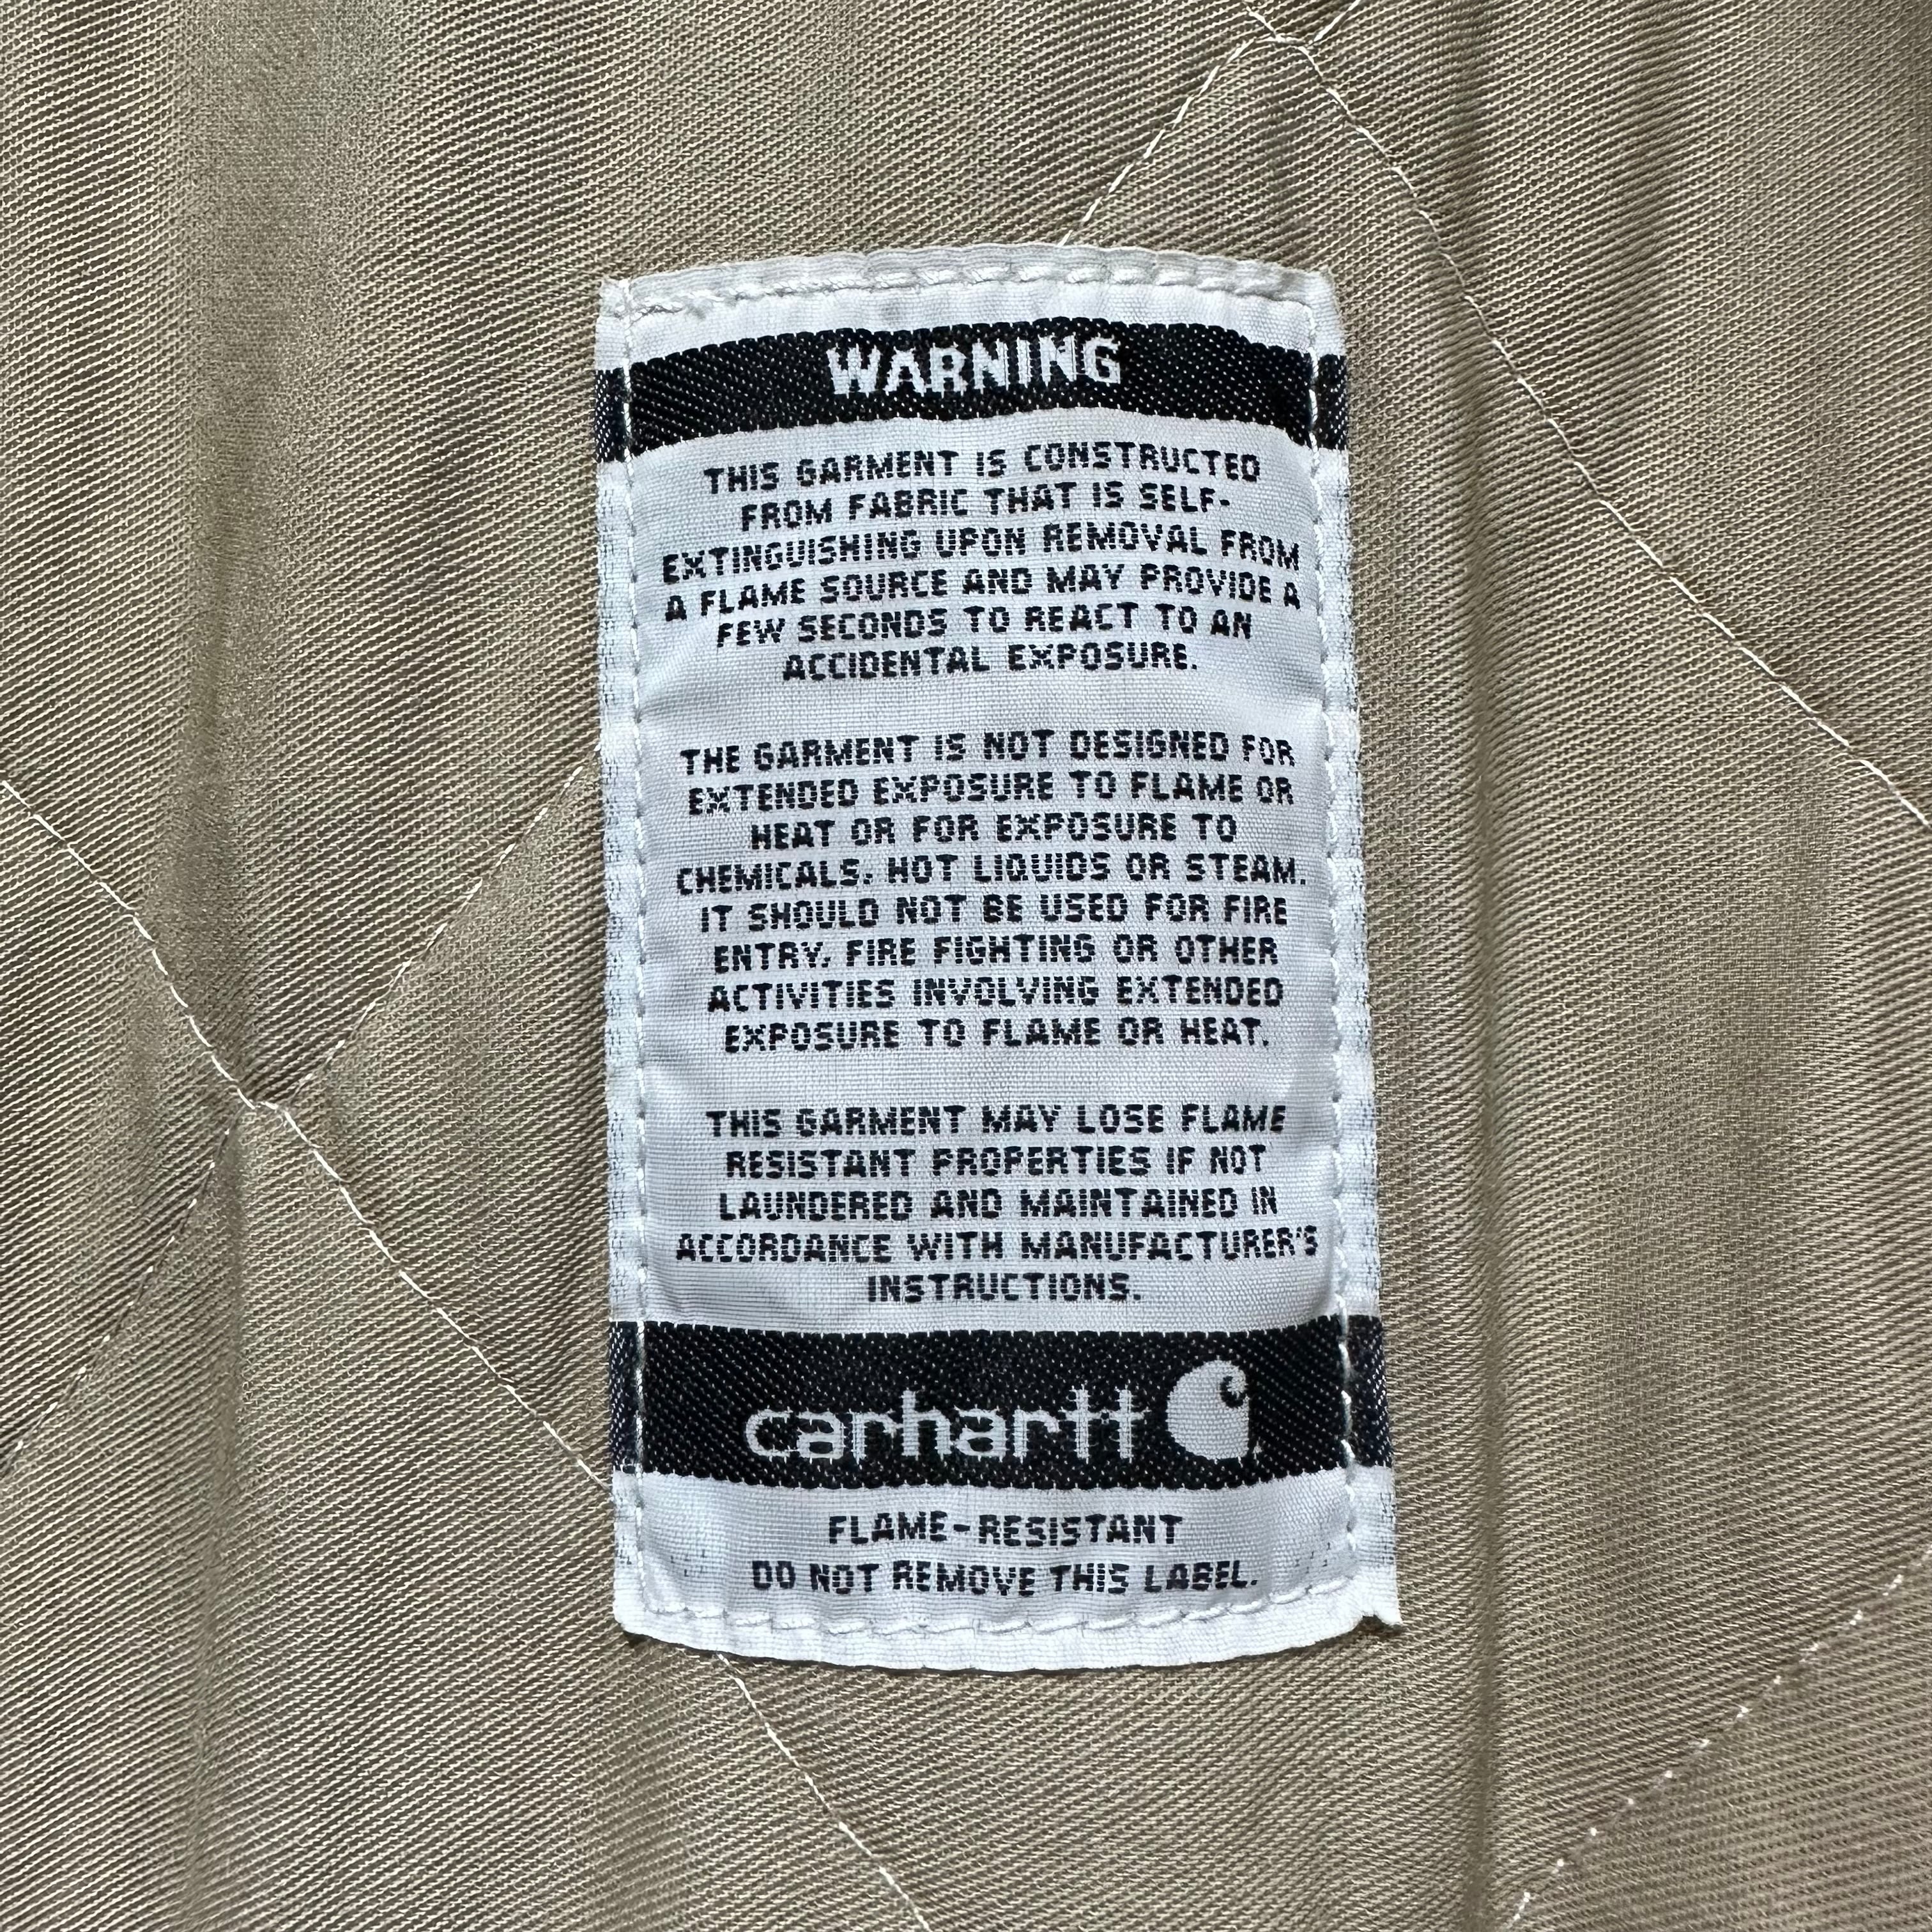 WARNING
THIS GARMENT IS CONSTRUCTED
FROM FABRIC THAT IS SELF-
EXTINGUISHING UPON REMOVAL FROM
A FLAME SOURCE AND MAY PROVIDE A
FEW SECONDS TO REACT TO AN
ACCIDENTAL EXPOSURE.
THE GARMENT IS NOT DESIGNED FOR
EXTENDED EXPOSURE TO FLAME OR
HEAT OR FOR EXPOSURE TO
CHEMICALS, HOT LIQUIDS OR STEAM.
IT SHOULD NOT BE USED FOR FIRE
ENTRY, FIRE FIGHTING OR OTHER
ACTIVITIES INVOLVING EXTENDED
EXPOSURE TO FLAME OR HEAT.
THIS GARMENT MAY LOSE FLAME
RESISTANT PROPERTIES IF NOT
LAUNDERED AND MAINTAINED IN
ACCORDANCE WITH MANUFACTURER'S
INSTRUCTIONS.
carhartt
FLAME-RESISTANT
DO NOT REMOVE THIS LABEL.